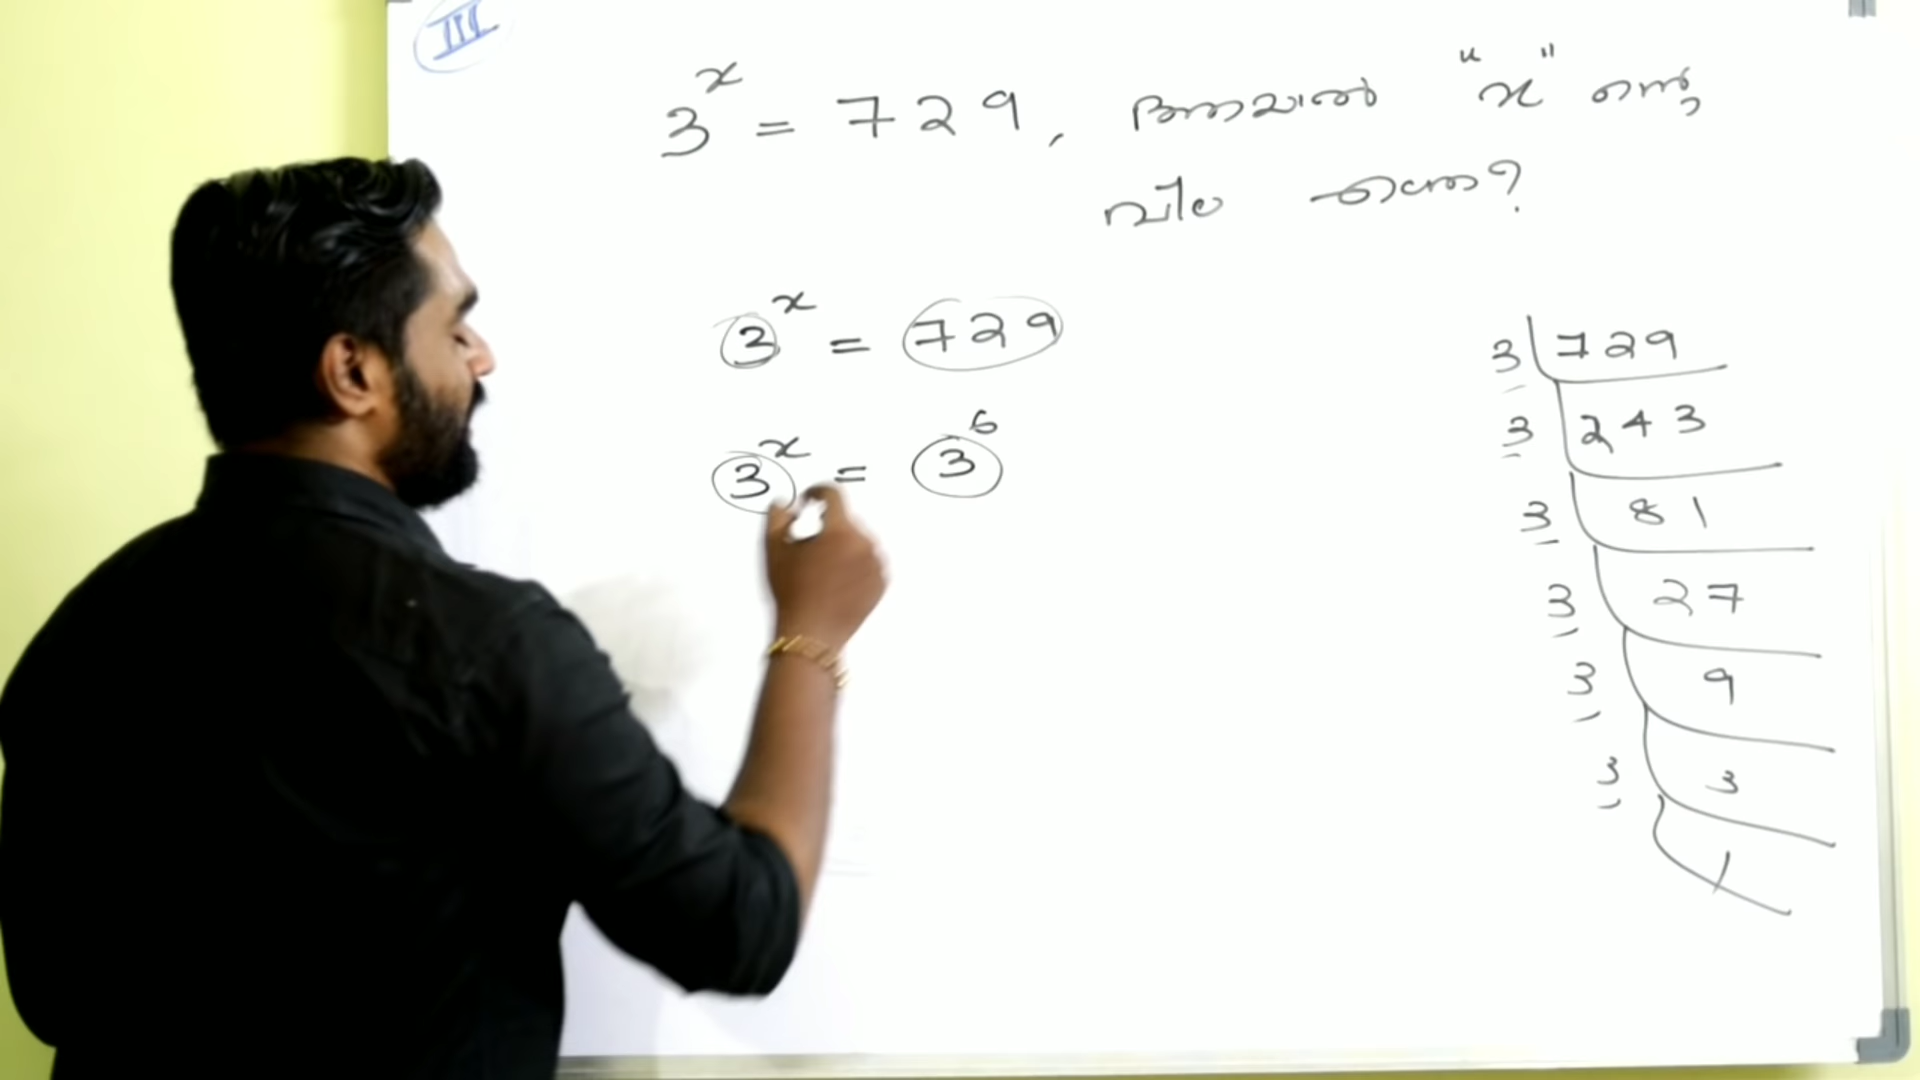 III
3^x = 729, ആയാൽ "x" ന്റെ
വില എത്ര?
3^x = 729
3^x = 3^6
3 729
3 243
3 81
3 27
3 9
3 3
1